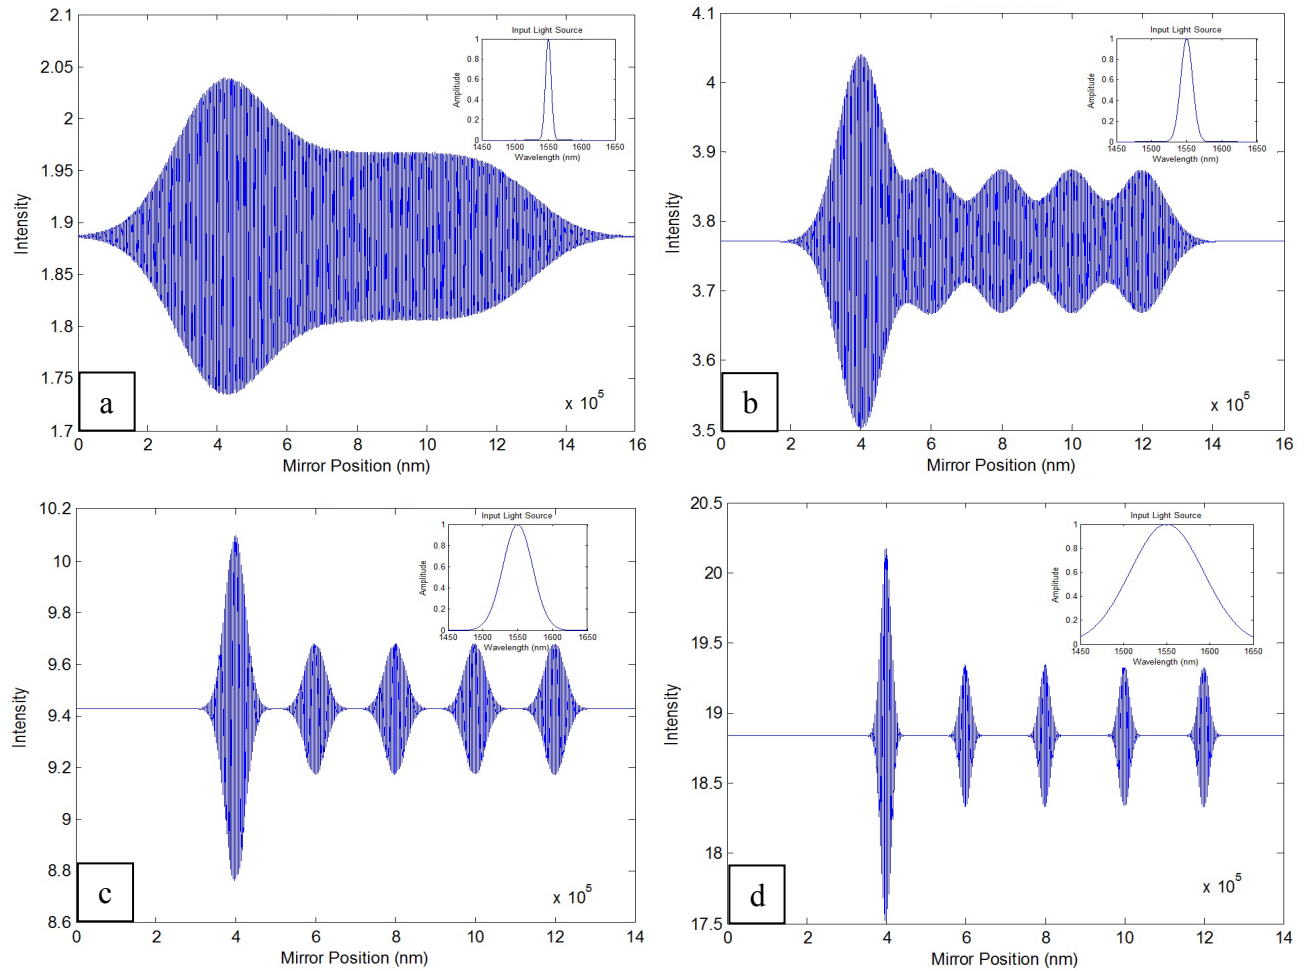 2.1
2.05
2
1.95
1.9
1.85
1.8
1.75
1.7
Intensity
0 2 4 6 8 10 12 14 16
Mirror Position (nm)
x 10^5
a
Input Light Source
1
0.8
0.6
0.4
0.2
0
Amplitude
1450 1500 1550 1600 1650
Wavelength (nm)
4.1
4
3.9
3.8
3.7
3.6
3.5
Intensity
0 2 4 6 8 10 12 14 16
Mirror Position (nm)
x 10^5
b
Input Light Source
1
0.8
0.6
0.4
0.2
0
Amplitude
1450 1500 1550 1600 1650
Wavelength (nm)
10.2
10
9.8
9.6
9.4
9.2
9
8.8
8.6
Intensity
0 2 4 6 8 10 12 14
Mirror Position (nm)
x 10^5
c
Input Light Source
1
0.8
0.6
0.4
0.2
0
Amplitude
1450 1500 1550 1600 1650
Wavelength (nm)
20.5
20
19.5
19
18.5
18
17.5
Intensity
0 2 4 6 8 10 12 14
Mirror Position (nm)
x 10^5
d
Input Light Source
1
0.8
0.6
0.4
0.2
0
Amplitude
1450 1500 1550 1600 1650
Wavelength (nm)